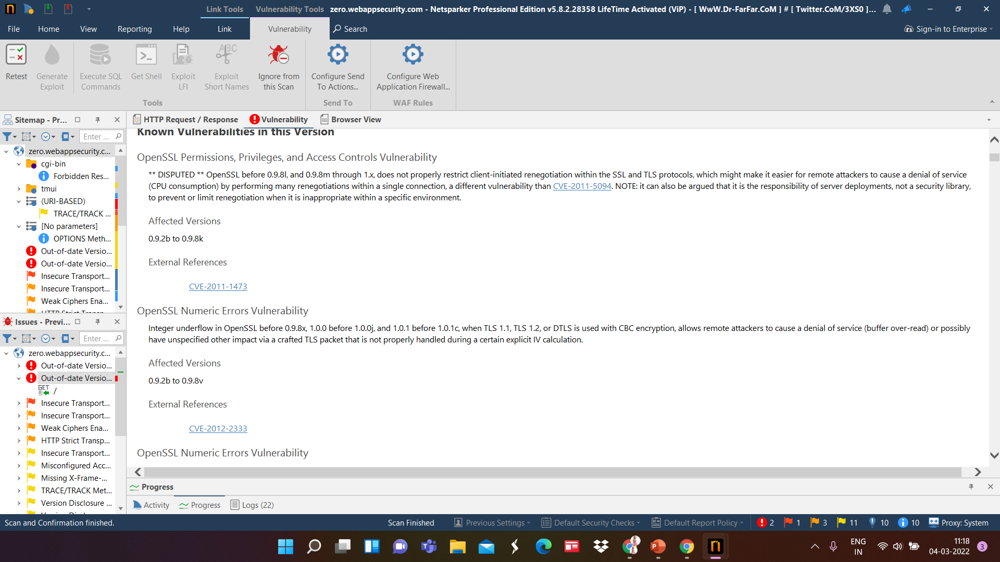 Link Tools
Vulnerability Tools
zero.webappsecurity.com - Netsparker Professional Edition v5.8.2.28358 LifeTime Activated (ViP) - [ WwW.Dr-FarFar.CoM ] # [ Twitter.CoM/3XS0 ]...
File
Home
View
Reporting
Help
Link
Vulnerability
Search
Sign-in to Enterprise
Retest
Generate Exploit
Execute SQL Commands
Get Shell
Exploit LFI
ABC
Exploit Short Names
Ignore from this Scan
Configure Send To Actions...
Configure Web Application Firewall...
Tools
Send To
WAF Rules
Sitemap - Pr...
Enter ...
zero.webappsecurity.c...
cgi-bin
Forbidden Res...
tmui
(URI-BASED)
TRACE/TRACK ...
[No parameters]
OPTIONS Meth...
Out-of-date Versio...
Out-of-date Versio...
Insecure Transport...
Insecure Transport...
Weak Ciphers Ena...
HTTP Strict Transp...
Issues - Previ...
Enter ...
zero.webappsecurity.c...
Out-of-date Versio...
Out-of-date Versio...
GET /
Insecure Transport...
Insecure Transport...
Weak Ciphers Ena...
HTTP Strict Transp...
Insecure Transport...
Misconfigured Acc...
Missing X-Frame-...
TRACE/TRACK Met...
Version Disclosure ...
HTTP Request / Response
Vulnerability
Browser View
Known Vulnerabilities in this Version
OpenSSL Permissions, Privileges, and Access Controls Vulnerability
** DISPUTED ** OpenSSL before 0.9.8l, and 0.9.8m through 1.x, does not properly restrict client-initiated renegotiation within the SSL and TLS protocols, which might make it easier for remote attackers to cause a denial of service
(CPU consumption) by performing many renegotiations within a single connection, a different vulnerability than CVE-2011-5094. NOTE: it can also be argued that it is the responsibility of server deployments, not a security library,
to prevent or limit renegotiation when it is inappropriate within a specific environment.
Affected Versions
0.9.2b to 0.9.8k
External References
CVE-2011-1473
OpenSSL Numeric Errors Vulnerability
Integer underflow in OpenSSL before 0.9.8x, 1.0.0 before 1.0.0j, and 1.0.1 before 1.0.1c, when TLS 1.1, TLS 1.2, or DTLS is used with CBC encryption, allows remote attackers to cause a denial of service (buffer over-read) or possibly
have unspecified other impact via a crafted TLS packet that is not properly handled during a certain explicit IV calculation.
Affected Versions
0.9.2b to 0.9.8v
External References
CVE-2012-2333
OpenSSL Numeric Errors Vulnerability
Progress
Activity
Progress
Logs (22)
Scan and Confirmation finished.
Scan Finished
Previous Settings
Default Security Checks
Default Report Policy
2
1
3
11
10
10
Proxy: System
ENG
IN
11:18
04-03-2022
3